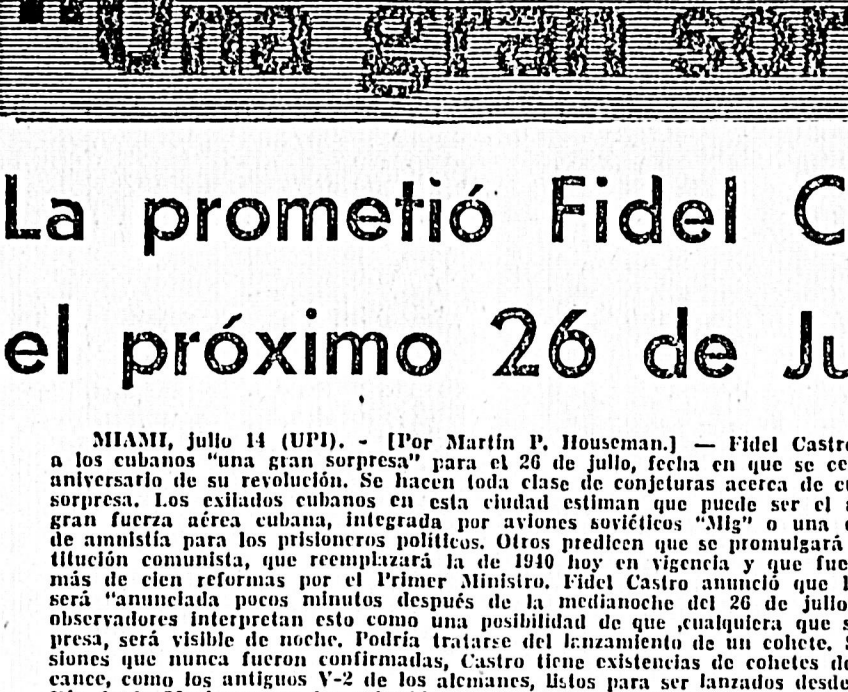 "Una gran sor
La prometió Fidel C
el próximo 26 de Ju
MIAMI, julio 14 (UPI). - [Por Martín P. Houseman.] — Fidel Castro
a los cubanos "una gran sorpresa" para el 26 de julio, fecha en que se ce
aniversario de su revolución. Se hacen toda clase de conjeturas acerca de c
sorpresa. Los exilados cubanos en esta ciudad estiman que puede ser el a
gran fuerza aérea cubana, integrada por aviones soviéticos "Mig" o una
de amnistía para los prisioneros políticos. Otros predicen que se promulgará
titución comunista, que reemplazará la de 1940 hoy en vigencia y que fue
más de cien reformas por el Primer Ministro. Fidel Castro anunció que l
será "anunciada pocos minutos después de la medianoche del 26 de julio
observadores interpretan esto como una posibilidad de que ,cualquiera que s
presa, será visible de noche. Podría tratarse del lanzamiento de un cohete. S
siones que nunca fueron confirmadas, Castro tiene existencias de cohetes d
cance, como los antiguos V-2 de los alemanes, listos para ser lanzados desde